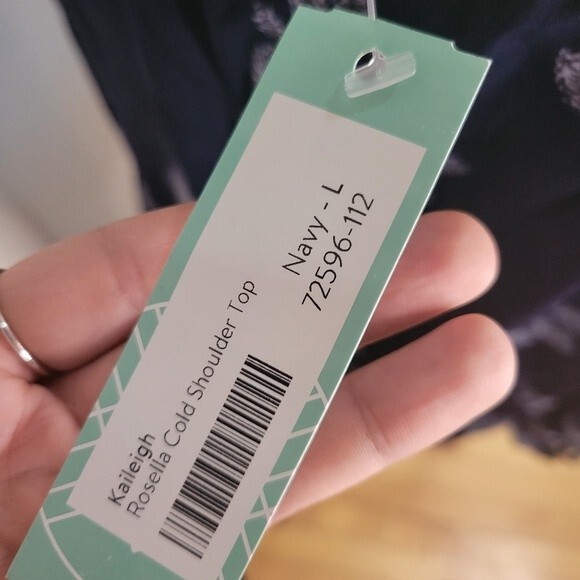 Navy - L
72596-112
Kaileigh
Rosella Cold Shoulder Top